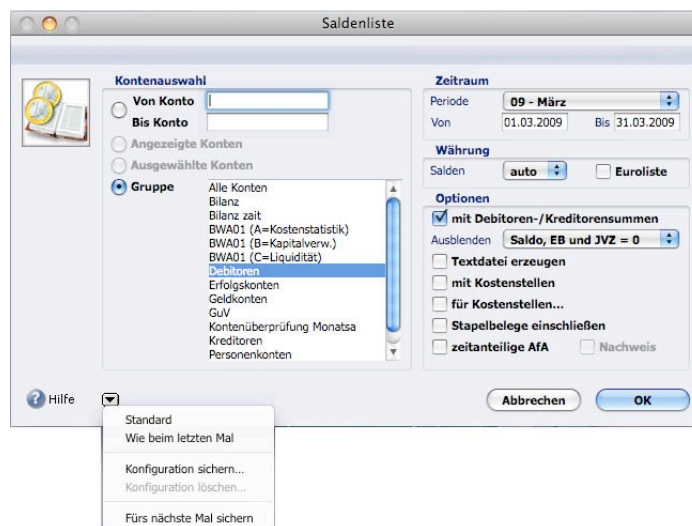 Saldenliste
Kontenauswahl
Von Konto
Bis Konto
Angezeigte Konten
Ausgewählte Konten
Gruppe
Alle Konten
Bilanz
Bilanz zait
BWA01 (A=Kostenstatistik)
BWA01 (B=Kapitalverw.)
BWA01 (C=Liquidität)
Debitoren
Erfolgskonten
Geldkonten
GuV
Kontenüberprüfung Monatsa
Kreditoren
Personenkonten
Zeitraum
Periode 09 - März
Von 01.03.2009 Bis 31.03.2009
Währung
Salden auto Euroliste
Optionen
mit Debitoren-/Kreditorensummen
Ausblenden Saldo, EB und JVZ = 0
Textdatei erzeugen
mit Kostenstellen
für Kostenstellen...
Stapelbelege einschließen
zeitanteilige AfA Nachweis
? Hilfe
Abbrechen OK
Standard
Wie beim letzten Mal
Konfiguration sichern...
Konfiguration löschen...
Fürs nächste Mal sichern